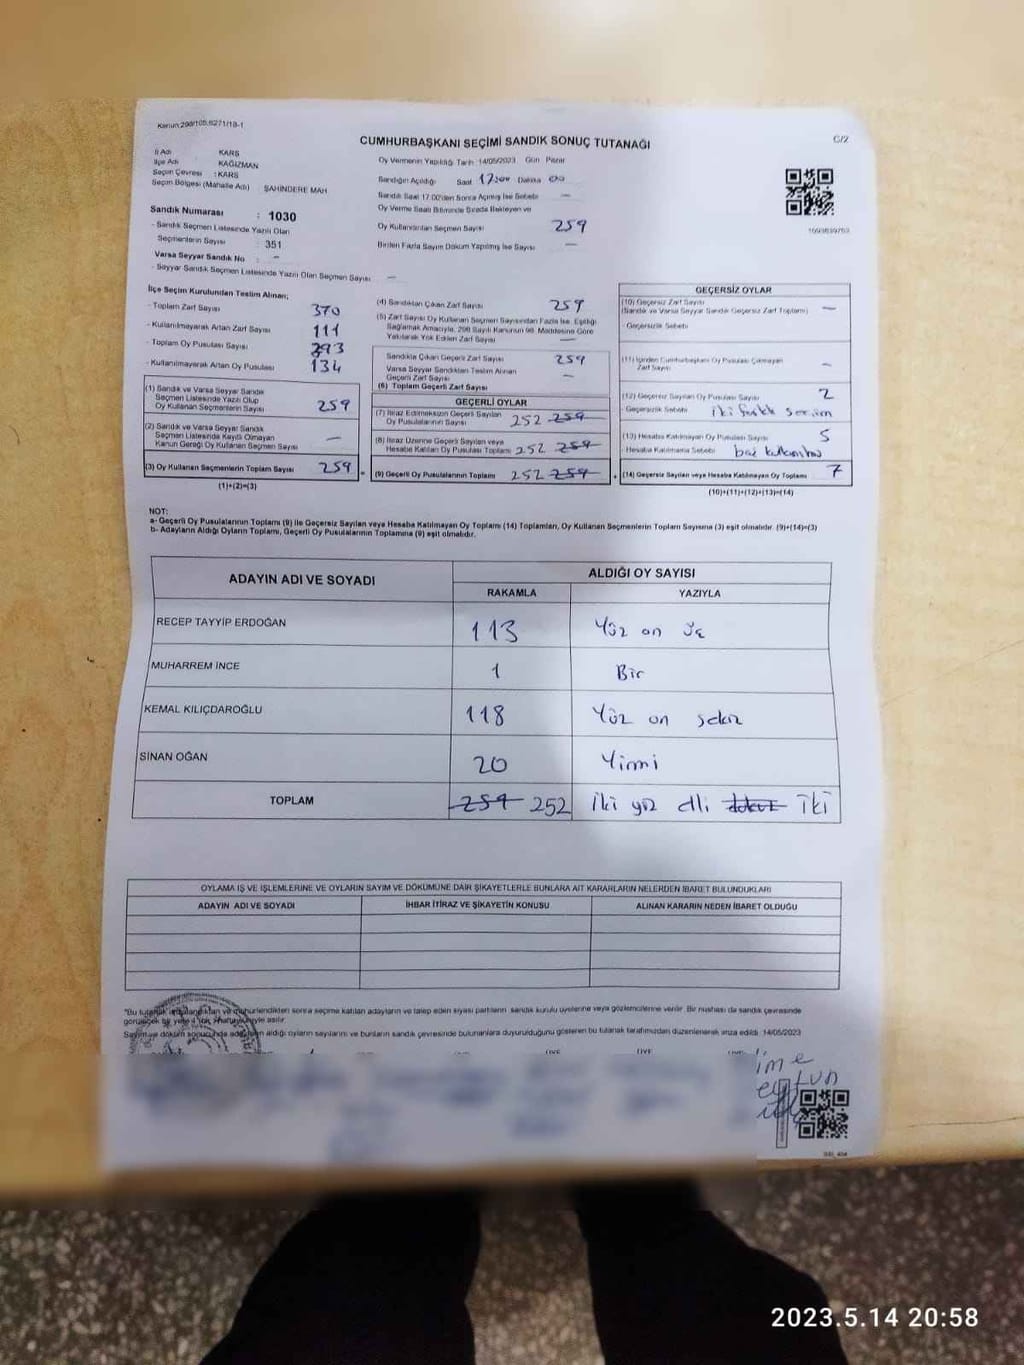 Kanun:298/105,6271/18-1
C/2
CUMHURBAŞKANI SEÇİMİ SANDIK SONUÇ TUTANAĞI
İl Adı KARS
İlçe Adı KAĞIZMAN
Seçim Çevresi : KARS
Seçim Bölgesi (Mahalle Adı) ŞAHİNDERE MAH
Sandık Numarası : 1030
- Sandık Seçmen Listesinde Yazılı Olan
Seçmenlerin Sayısı : 351
Varsa Seyyar Sandık No : -
- Seyyar Sandık Seçmen Listesinde Yazılı Olan Seçmen Sayısı —
Oy Vermenin Yapıldığı Tarih 14/05/2023 Gün Pazar
Sandığın Açıldığı Saat 17:00 Dakika 00
Sandık Saat 17.00'den Sonra Açılmış İse Sebebi —
Oy Verme Saati Bitiminde Sırada Bekleyen ve
Oy Kullandırılan Seçmen Sayısı 259
Birden Fazla Sayım Döküm Yapılmış İse Sayısı —
İlçe Seçim Kurulundan Teslim Alınan;
- Toplam Zarf Sayısı 370
- Kullanılmayarak Artan Zarf Sayısı 111
- Toplam Oy Pusulası Sayısı 393
- Kullanılmayarak Artan Oy Pusulası 134
(1) Sandık ve Varsa Seyyar Sandık
Seçmen Listesinde Yazılı Olup
Oy Kullanan Seçmenlerin Sayısı 259
(2) Sandık ve Varsa Seyyar Sandık
Seçmen Listesinde Kayıtlı Olmayan
Kanun Gereği Oy Kullanan Seçmen Sayısı —
(3) Oy Kullanan Seçmenlerin Toplam Sayısı 259
(1)+(2)=(3)
(4) Sandıktan Çıkan Zarf Sayısı 259
(5) Zarf Sayısı Oy Kullanan Seçmen Sayısından Fazla İse, Eşitliği
Sağlamak Amacıyla, 298 Sayılı Kanunun 98. Maddesine Göre
Yakılarak Yok Edilen Zarf Sayısı —
Sandıkta Çıkan Geçerli Zarf Sayısı 259
Varsa Seyyar Sandıktan Teslim Alınan
Geçerli Zarf Sayısı —
(6) Toplam Geçerli Zarf Sayısı
GEÇERLİ OYLAR
(7) İtiraz Edilmeksizin Geçerli Sayılan
Oy Pusulalarının Sayısı 252 259
(8) İtiraz Üzerine Geçerli Sayılan veya
Hesaba Katılan Oy Pusulaları Toplamı 252 259
(9) Geçerli Oy Pusulalarının Toplamı 252 259
GEÇERSİZ OYLAR
(10) Geçersiz Zarf Sayısı
(Sandık ve Varsa Seyyar Sandık Geçersiz Zarf Toplamı) —
- Geçersizlik Sebebi
(11) İçinden Cumhurbaşkanı Oy Pusulası Çıkmayan
Zarf Sayısı —
(12) Geçersiz Sayılan Oy Pusulası Sayısı 2
- Geçersizlik Sebebi iki farklı seçim
(13) Hesaba Katılmayan Oy Pusulası Sayısı 5
- Hesaba Katılmama Sebebi boş
(14) Geçersiz Sayılan veya Hesaba Katılmayan Oy Toplamı 7
(10)+(11)+(12)+(13)=(14)
NOT:
a- Geçerli Oy Pusulalarının Toplamı (9) ile Geçersiz Sayılan veya Hesaba Katılmayan Oy Toplamı (14) Toplamları, Oy Kullanan Seçmenlerin Toplam Sayısına (3) eşit olmalıdır. (9)+(14)=(3)
b- Adayların Aldığı Oyların Toplamı, Geçerli Oy Pusulalarının Toplamına (9) eşit olmalıdır.
ADAYIN ADI VE SOYADI ALDIĞI OY SAYISI
RAKAMLA YAZIYLA
RECEP TAYYİP ERDOĞAN 113 Yüz on üç
MUHARREM İNCE 1 Bir
KEMAL KILIÇDAROĞLU 118 Yüz on sekiz
SİNAN OĞAN 20 Yirmi
TOPLAM 259 252 iki yüz elli dokuz iki
OYLAMA İŞ VE İŞLEMLERİNE VE OYLARIN SAYIM VE DÖKÜMÜNE DAİR ŞİKAYETLERLE BUNLARA AİT KARARLARIN NELERDEN İBARET BULUNDUKLARI
ADAYIN ADI VE SOYADI İHBAR İTİRAZ VE ŞİKAYETİN KONUSU ALINAN KARARIN NEDEN İBARET OLDUĞU
"Bu tutanak ve mühürlendikten sonra seçime katılan adayların ve talep eden siyasi partilerin sandık kurulu üyelerine veya gözlemcilerine verilir. Bir nüshası da sandık çevresinde
aldığı oyların sayılarını ve bunların sandık çevresinde bulunanlara duyurulduğunu gösteren bu tutanak tarafımızdan düzenlenerek imza edildi. 14/05/2023
2023.5.14 20:58